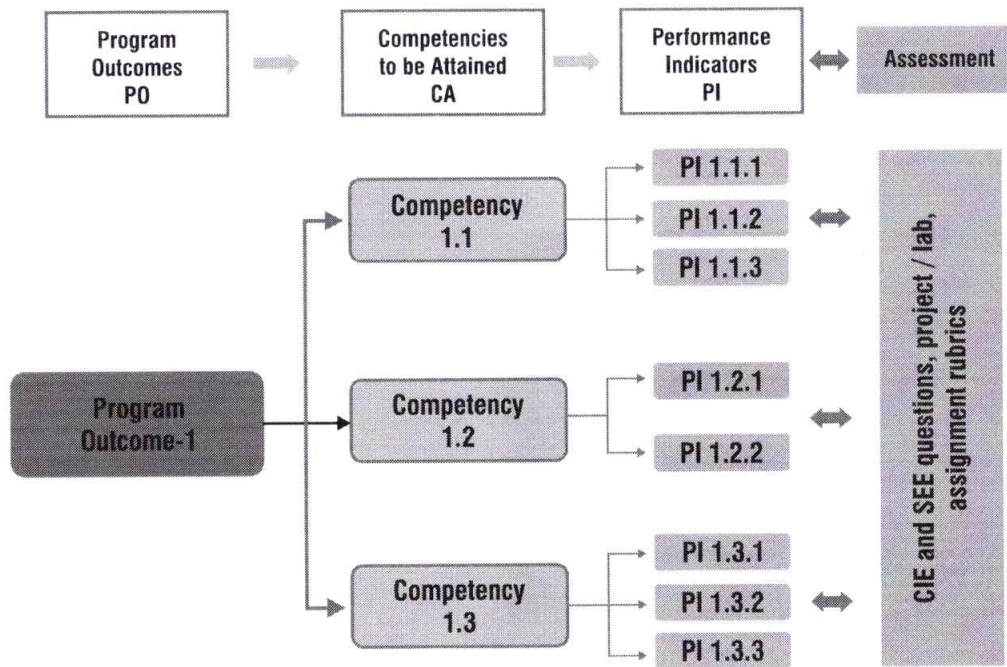 Program
Outcomes
PO
Competencies
to be Attained
CA
Performance
Indicators
PI
Assessment
Program
Outcome-1
Competency
1.1
PI 1.1.1
PI 1.1.2
PI 1.1.3
Competency
1.2
PI 1.2.1
PI 1.2.2
Competency
1.3
PI 1.3.1
PI 1.3.2
PI 1.3.3
CIE and SEE questions, project / lab,
assignment rubrics